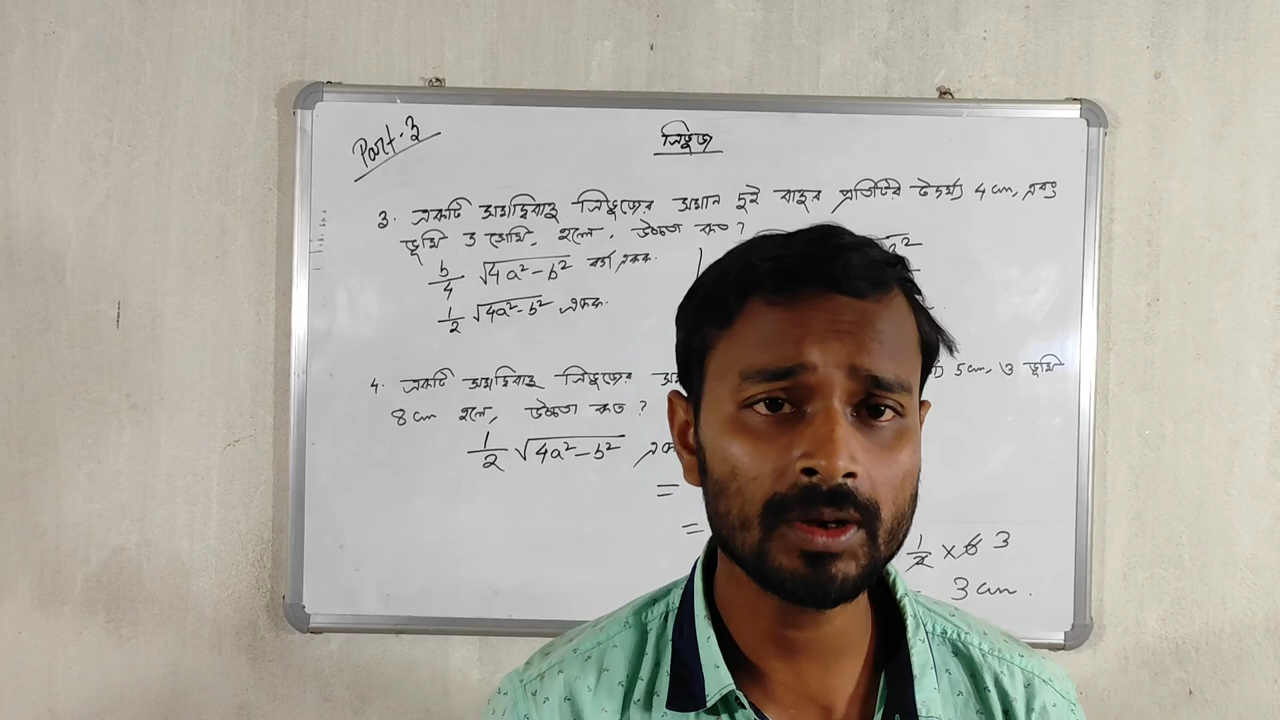 Part-3
ত্রিভুজ
3. একটি সমদ্বিবাহু ত্রিভুজের সমান দুই বাহুর প্রতিটির দৈর্ঘ্য 4 cm, এবং
ভূমি 3 সেমি. হলে, উচ্চতা কত?
b/4 √4a²-b² বর্গ একক.
1/2 √4a²-b² একক.
4. একটি সমদ্বিবাহু ত্রিভুজের 5 cm, ও ভূমি
8 cm হলে, উচ্চতা কত?
1/2 √4a²-b²
=
=
1/2 × 6 3
3 cm.